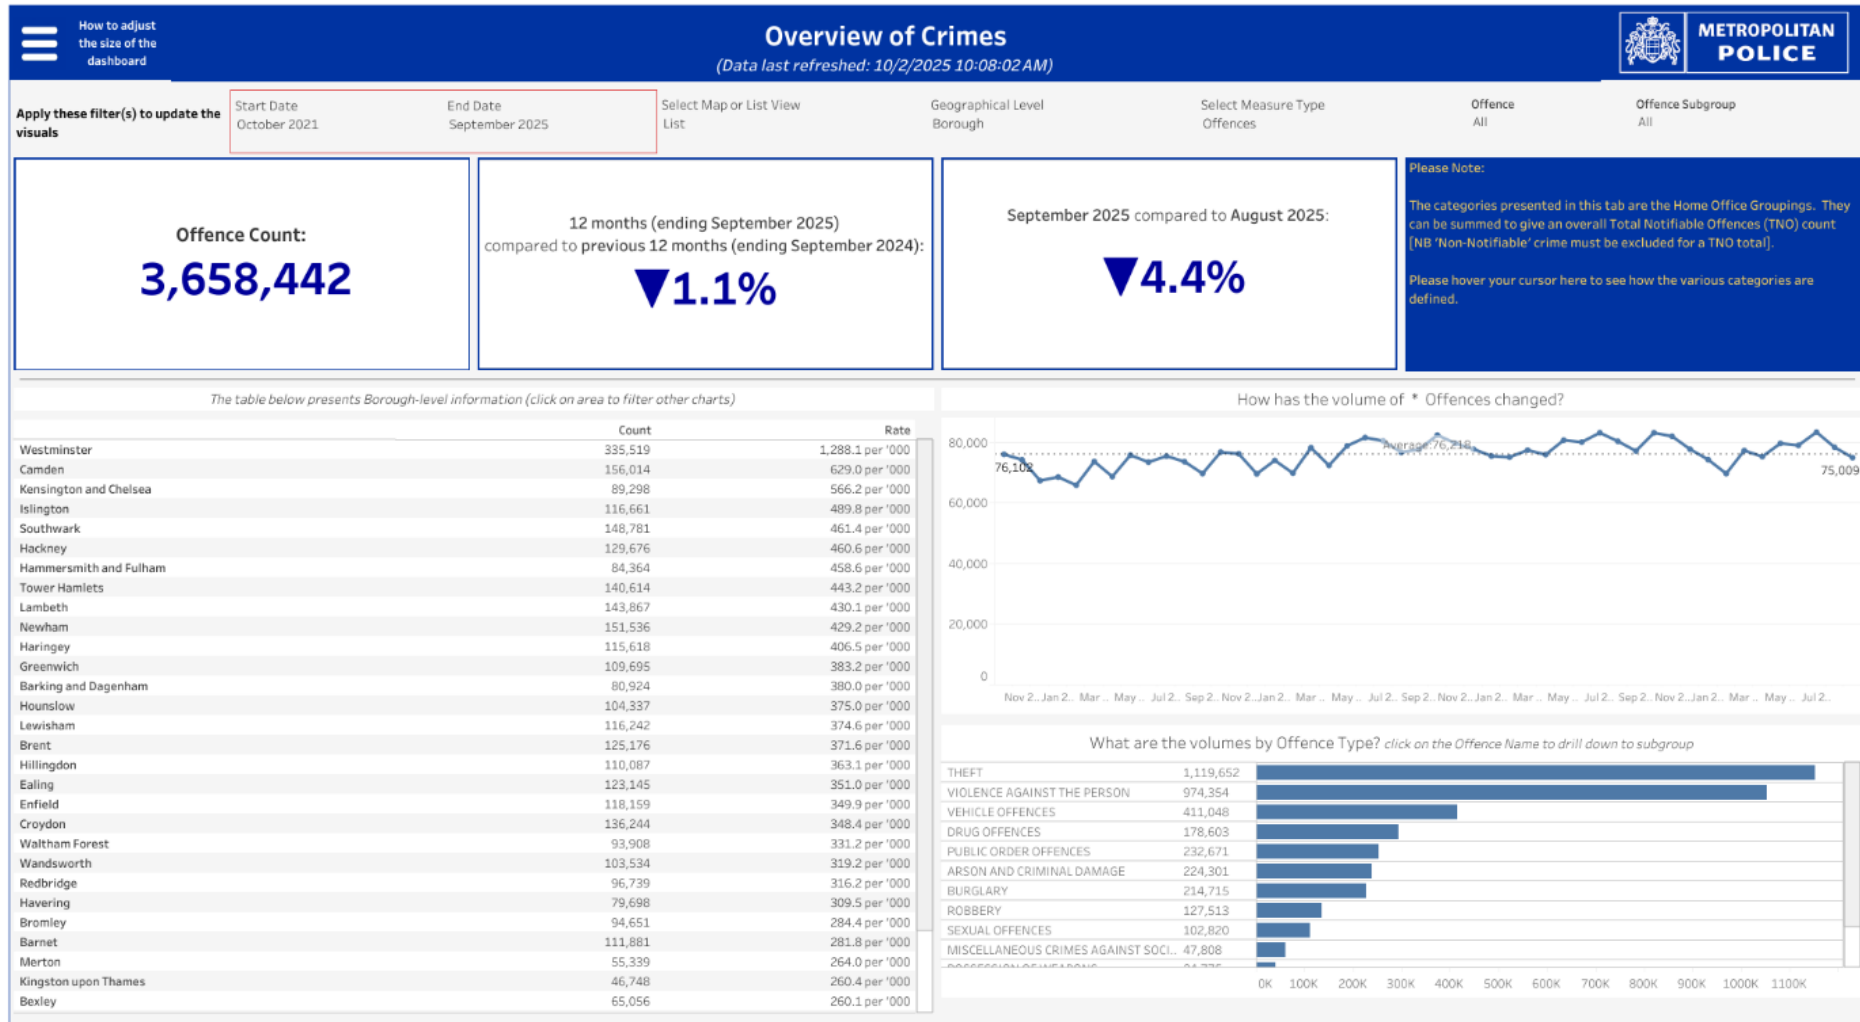 How to adjust
the size of the
dashboard
Overview of Crimes
(Data last refreshed: 10/2/2025 10:08:02 AM)
METROPOLITAN
POLICE
Apply these filter(s) to update the
visuals
Start Date
October 2021
End Date
September 2025
Select Map or List View
List
Geographical Level
Borough
Select Measure Type
Offences
Offence
All
Offence Subgroup
All
Offence Count:
3,658,442
12 months (ending September 2025)
compared to previous 12 months (ending September 2024):
▼1.1%
September 2025 compared to August 2025:
▼4.4%
Please Note:
The categories presented in this tab are the Home Office Groupings. They
can be summed to give an overall Total Notifiable Offences (TNO) count
[NB 'Non-Notifiable' crime must be excluded for a TNO total].
Please hover your cursor here to see how the various categories are
defined.
The table below presents Borough-level information (click on area to filter other charts)
Count Rate
Westminster 335,519 1,288.1 per '000
Camden 156,014 629.0 per '000
Kensington and Chelsea 89,298 566.2 per '000
Islington 116,661 489.8 per '000
Southwark 148,781 461.4 per '000
Hackney 129,676 460.6 per '000
Hammersmith and Fulham 84,364 458.6 per '000
Tower Hamlets 140,614 443.2 per '000
Lambeth 143,867 430.1 per '000
Newham 151,536 429.2 per '000
Haringey 115,618 406.5 per '000
Greenwich 109,695 383.2 per '000
Barking and Dagenham 80,924 380.0 per '000
Hounslow 104,337 375.0 per '000
Lewisham 116,242 374.6 per '000
Brent 125,176 371.6 per '000
Hillingdon 110,087 363.1 per '000
Ealing 123,145 351.0 per '000
Enfield 118,159 349.9 per '000
Croydon 136,244 348.4 per '000
Waltham Forest 93,908 331.2 per '000
Wandsworth 103,534 319.2 per '000
Redbridge 96,739 316.2 per '000
Havering 79,698 309.5 per '000
Bromley 94,651 284.4 per '000
Barnet 111,881 281.8 per '000
Merton 55,339 264.0 per '000
Kingston upon Thames 46,748 260.4 per '000
Bexley 65,056 260.1 per '000
How has the volume of * Offences changed?
80,000
60,000
40,000
20,000
0
76,102
Average:76,218
75,009
Nov 2.. Jan 2.. Mar .. May .. Jul 2.. Sep 2.. Nov 2.. Jan 2.. Mar .. May .. Jul 2.. Sep 2.. Nov 2.. Jan 2.. Mar .. May .. Jul 2.. Sep 2.. Nov 2.. Jan 2.. Mar .. May .. Jul 2..
What are the volumes by Offence Type? click on the Offence Name to drill down to subgroup
THEFT 1,119,652
VIOLENCE AGAINST THE PERSON 974,354
VEHICLE OFFENCES 411,048
DRUG OFFENCES 178,603
PUBLIC ORDER OFFENCES 232,671
ARSON AND CRIMINAL DAMAGE 224,301
BURGLARY 214,715
ROBBERY 127,513
SEXUAL OFFENCES 102,820
MISCELLANEOUS CRIMES AGAINST SOCI.. 47,808
POSSESSION OF WEAPONS
0K 100K 200K 300K 400K 500K 600K 700K 800K 900K 1000K 1100K